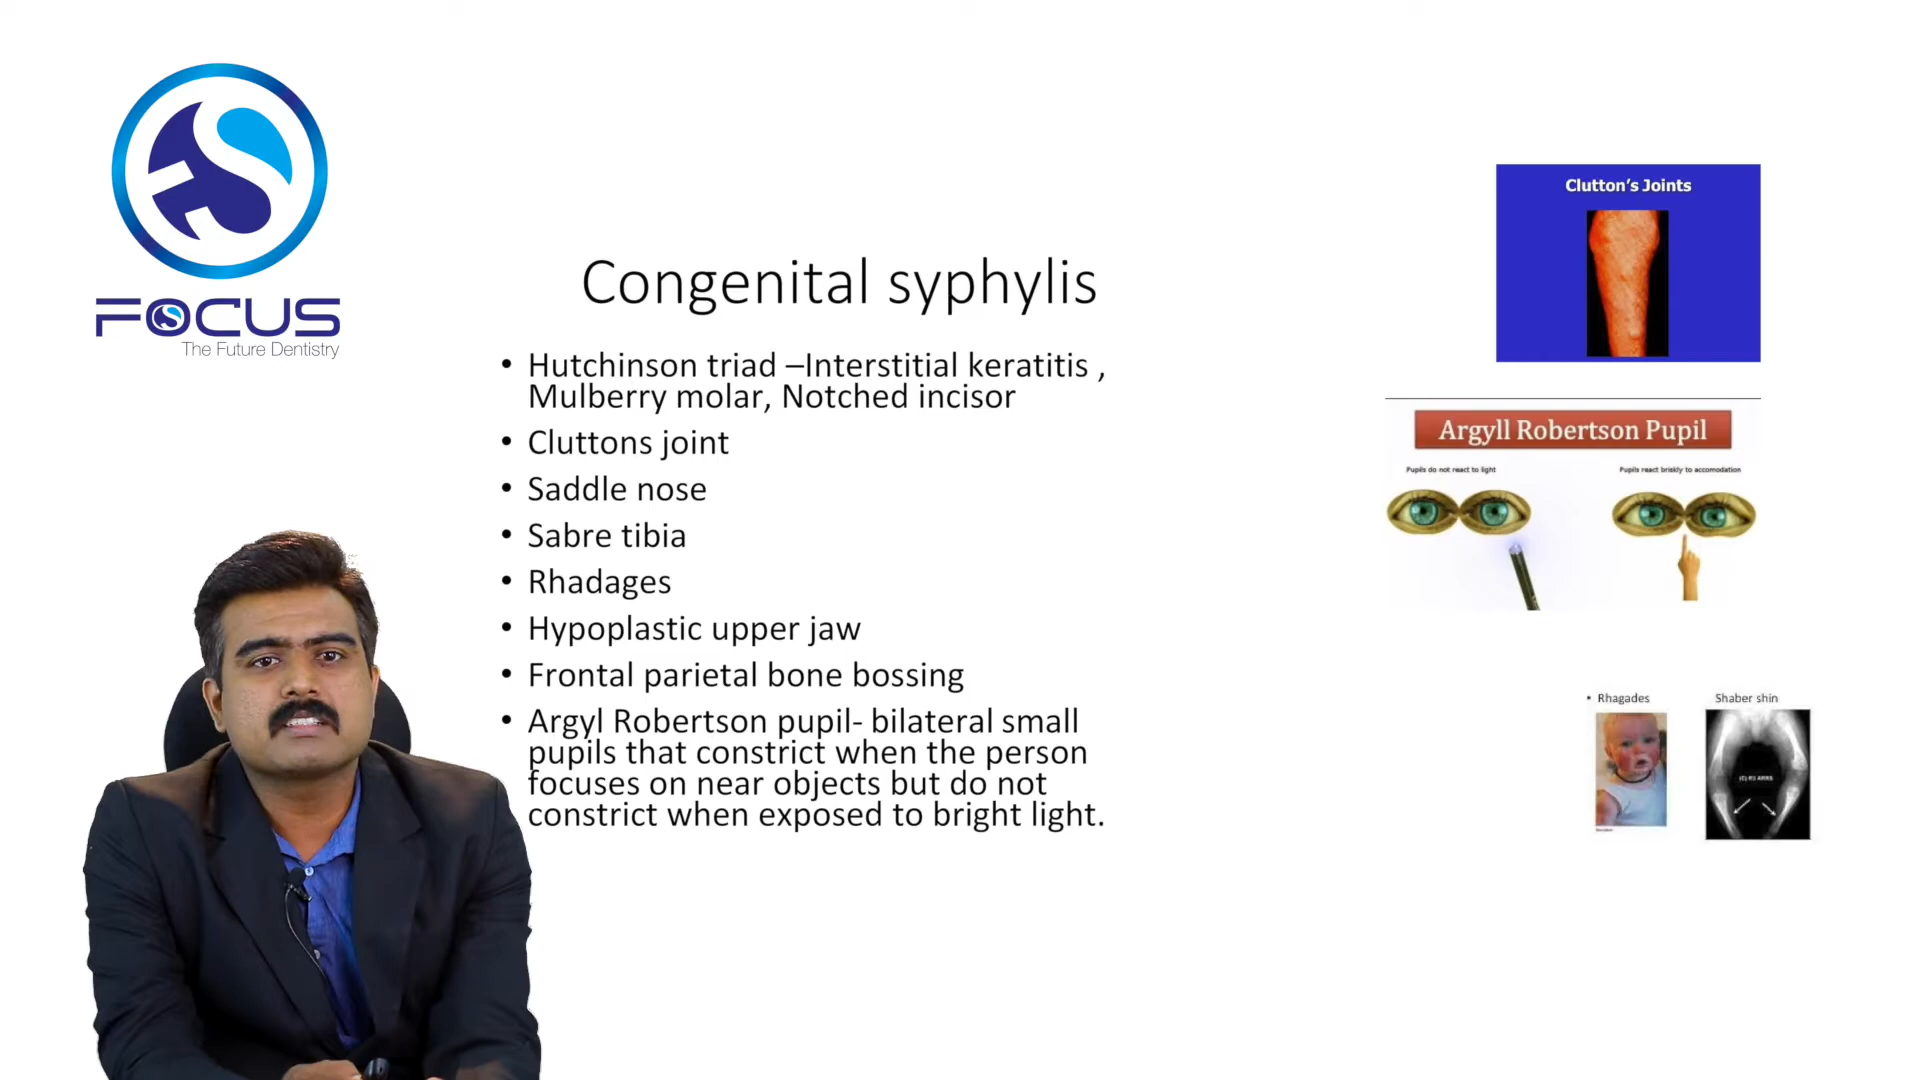 FOCUS
The Future Dentistry
Congenital syphylis
• Hutchinson triad –Interstitial keratitis ,
Mulberry molar, Notched incisor
• Cluttons joint
• Saddle nose
• Sabre tibia
• Rhadages
• Hypoplastic upper jaw
• Frontal parietal bone bossing
• Argyl Robertson pupil- bilateral small
pupils that constrict when the person
focuses on near objects but do not
constrict when exposed to bright light.
Clutton's Joints
Argyll Robertson Pupil
Pupils do not react to light
Pupils react briskly to accomodation
• Rhagades
Shaber shin